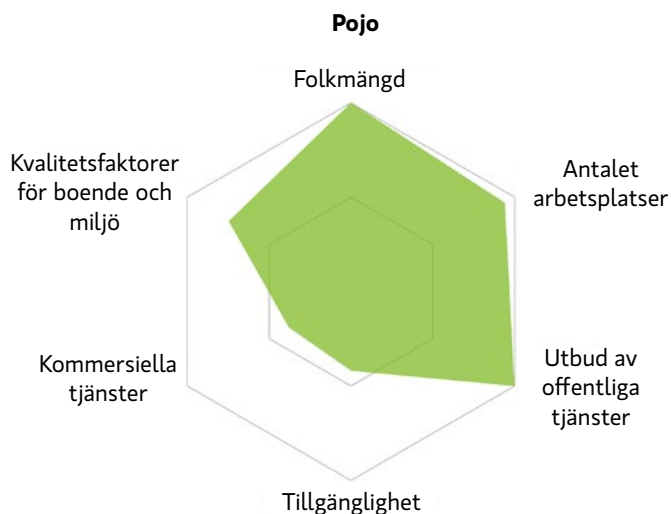 Pojo
Folkmängd
Antalet
arbetsplatser
Utbud av
offentliga
tjänster
Tillgänglighet
Kommersiella
tjänster
Kvalitetsfaktorer
för boende och
miljö